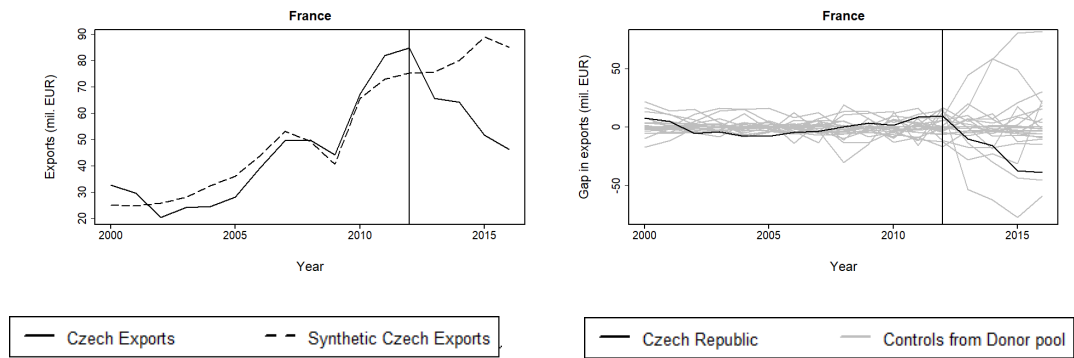 France
Exports (mil. EUR)
90
80
70
60
50
40
30
20
2000
2005
2010
2015
Year
Czech Exports
Synthetic Czech Exports
France
Gap in exports (mil. EUR)
50
0
-50
2000
2005
2010
2015
Year
Czech Republic
Controls from Donor pool